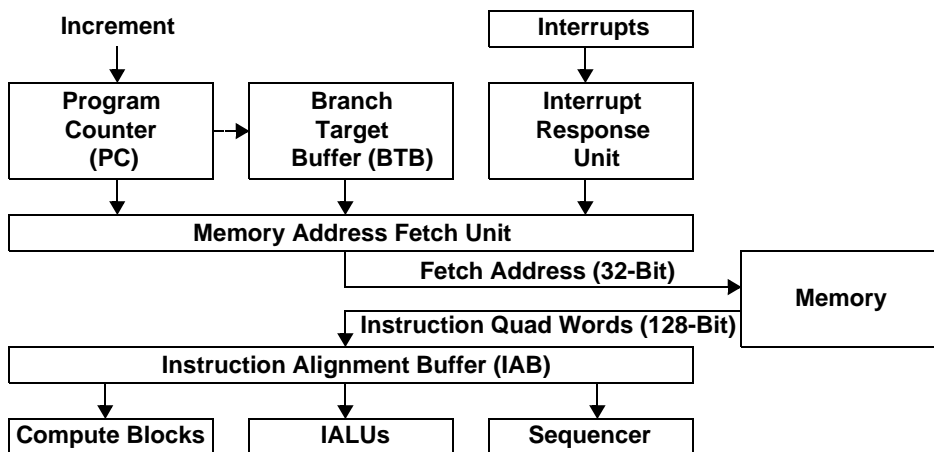 Increment
Interrupts
Program
Counter
(PC)
Branch
Target
Buffer (BTB)
Interrupt
Response
Unit
Memory Address Fetch Unit
Fetch Address (32-Bit)
Memory
Instruction Quad Words (128-Bit)
Instruction Alignment Buffer (IAB)
Compute Blocks
IALUs
Sequencer